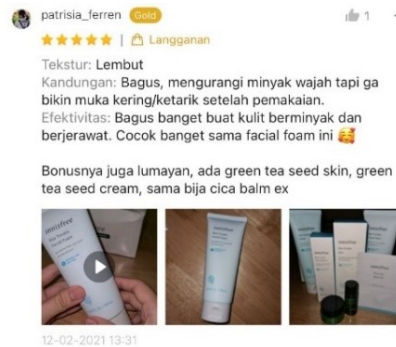 patrisia_ferren Gold 1
| Langganan
Tekstur: Lembut
Kandungan: Bagus, mengurangi minyak wajah tapi ga
bikin muka kering/ketarik setelah pemakaian.
Efektivitas: Bagus banget buat kulit berminyak dan
berjerawat. Cocok banget sama facial foam ini 🥰
Bonusnya juga lumayan, ada green tea seed skin, green
tea seed cream, sama bija cica balm ex
innisfree
innisfree
12-02-2021 13:31